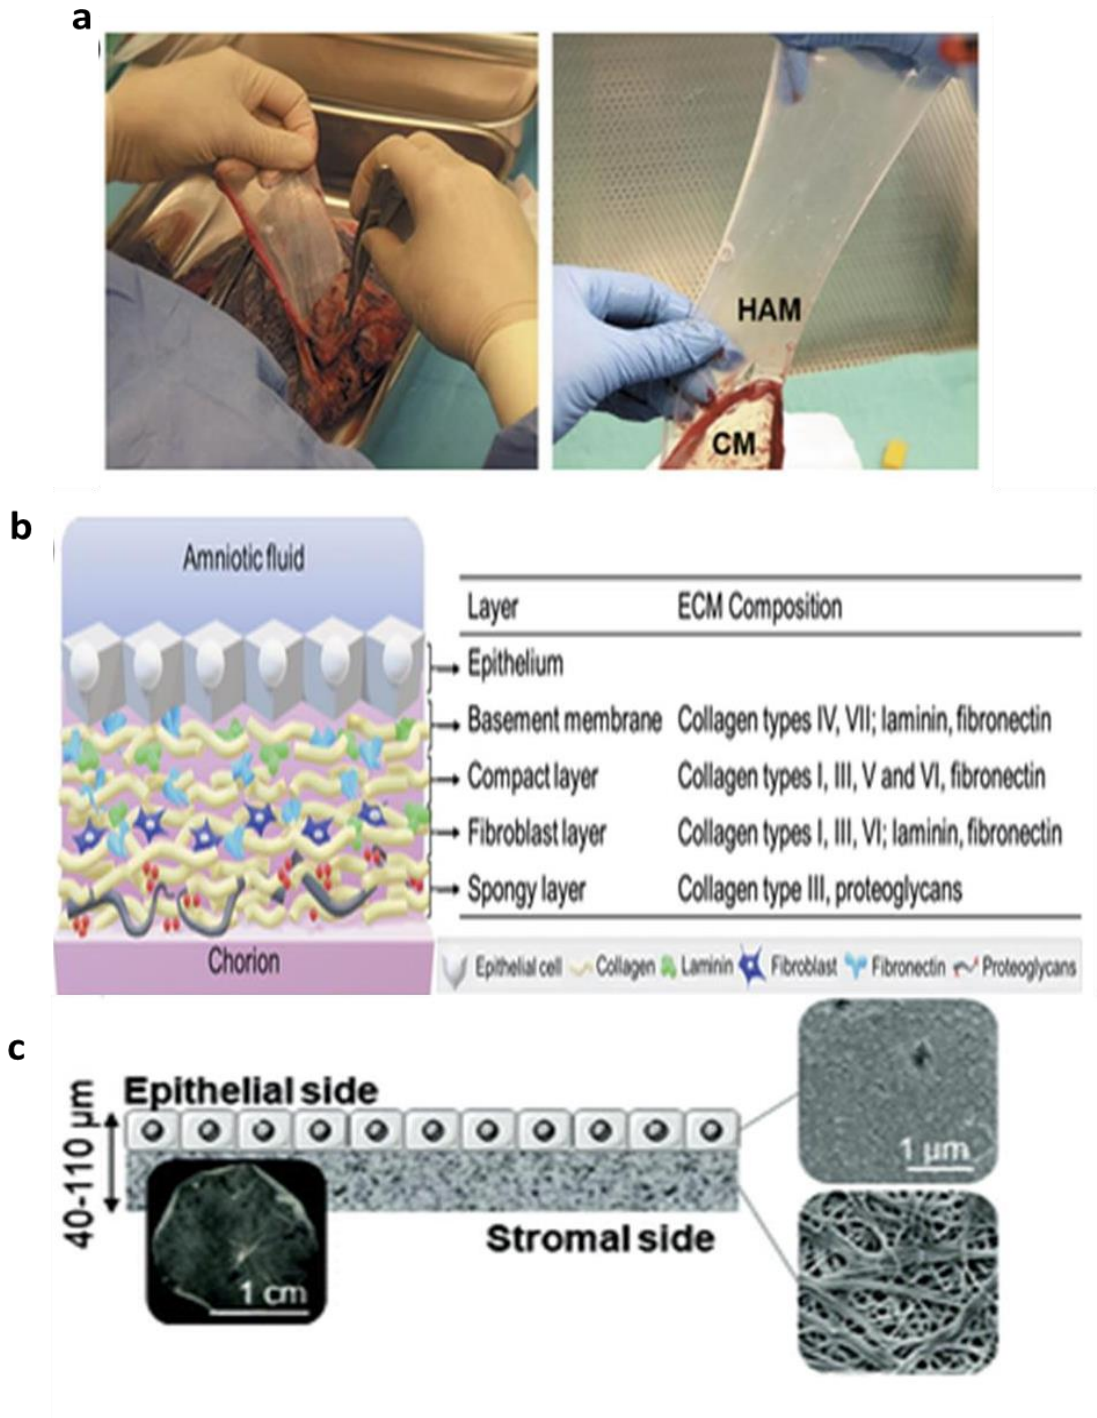 a
HAM
CM
b
Amniotic fluid
Layer ECM Composition
Epithelium
Basement membrane Collagen types IV, VII; laminin, fibronectin
Compact layer Collagen types I, III, V and VI, fibronectin
Fibroblast layer Collagen types I, III, VI; laminin, fibronectin
Spongy layer Collagen type III, proteoglycans
Chorion
Epithelial cell Collagen Laminin Fibroblast Fibronectin Proteoglycans
c
Epithelial side
40-110 μm
1 μm
Stromal side
1 cm